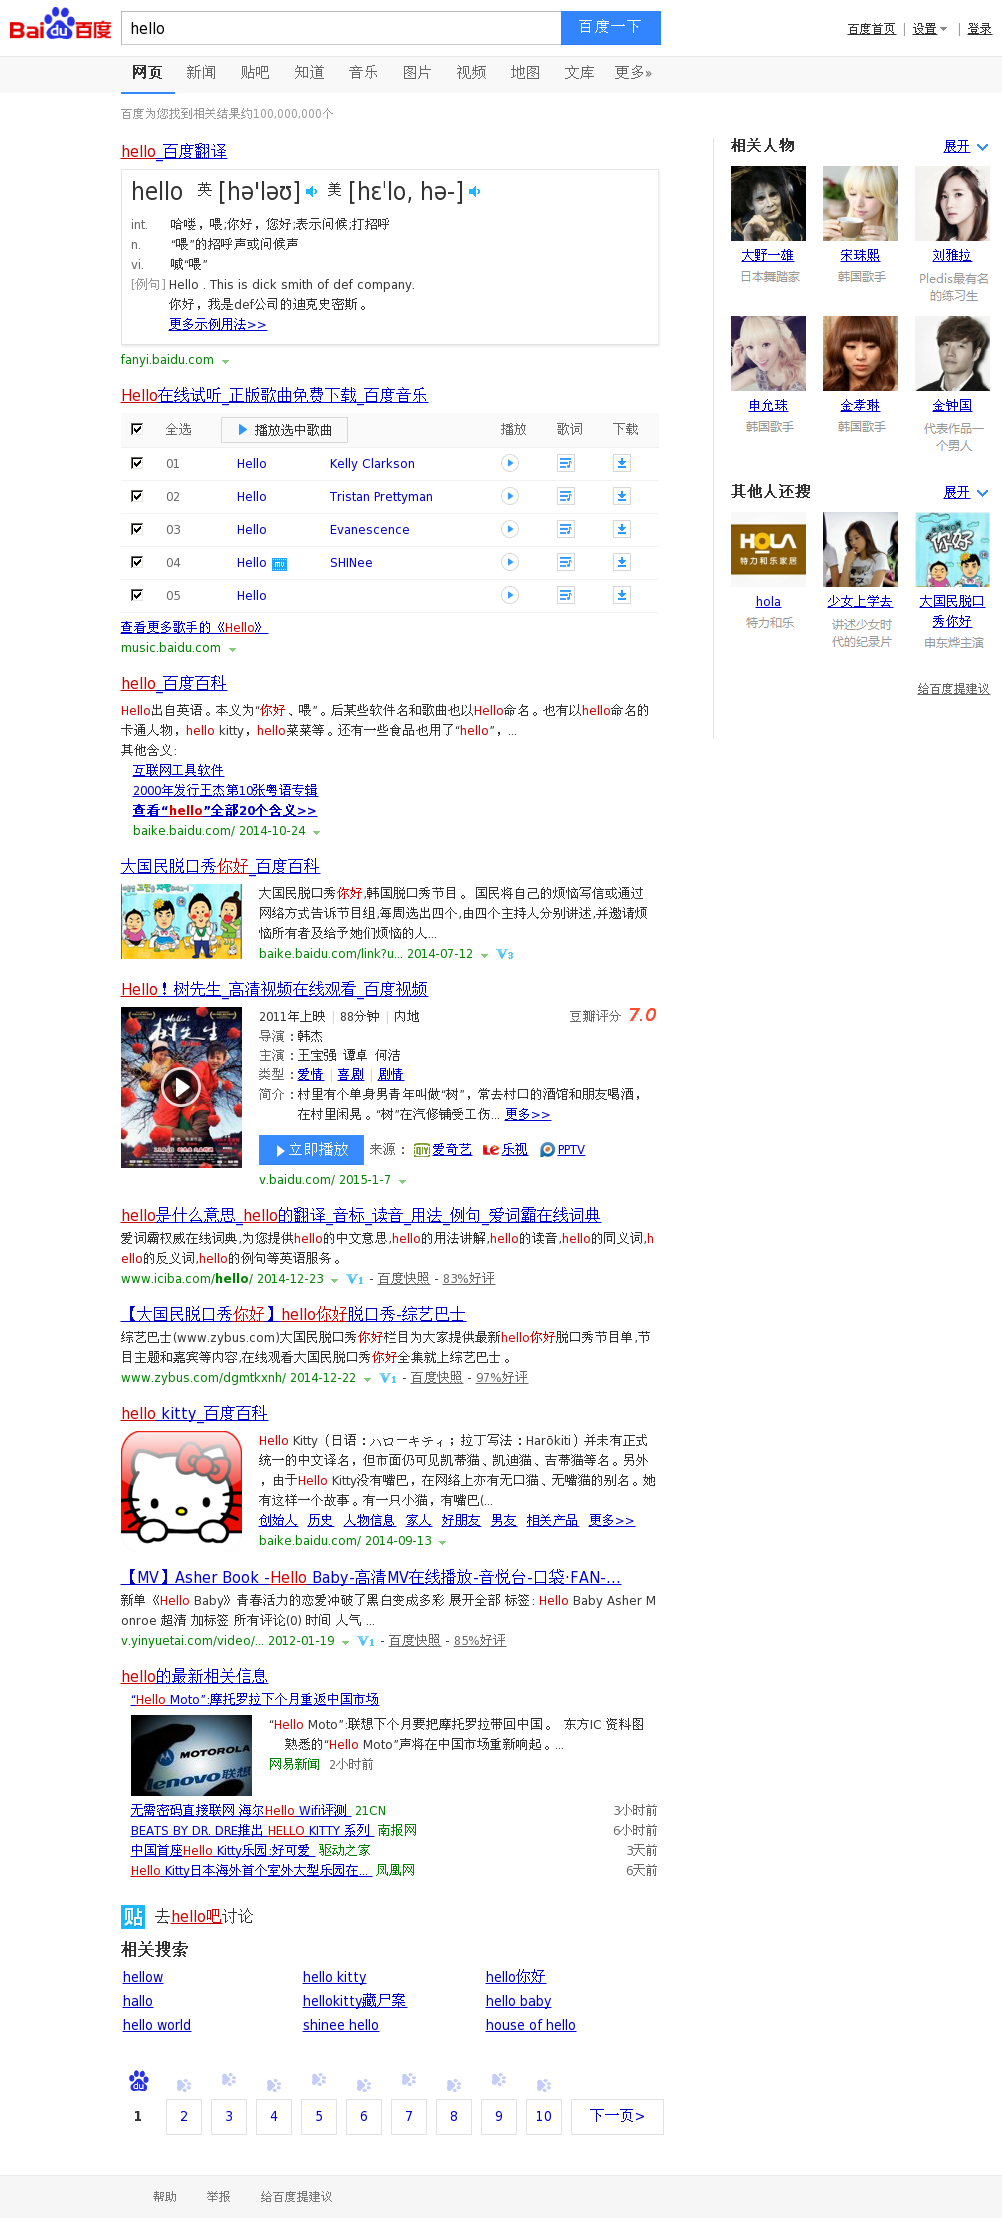 Bai du 百度
hello
百度一下
百度首页 | 设置 | 登录
网页 新闻 贴吧 知道 音乐 图片 视频 地图 文库 更多»
百度为您找到相关结果约100,000,000个
hello_百度翻译
hello 英 [hə'ləʊ] 美 [hɛˈlo, hə-]
int. 哈喽，喂;你好，您好;表示问候;打招呼
n. “喂”的招呼声或问候声
vi. 喊“喂”
[例句] Hello . This is dick smith of def company.
你好，我是def公司的迪克史密斯。
更多示例用法>>
fanyi.baidu.com
Hello在线试听_正版歌曲免费下载_百度音乐
全选 播放选中歌曲 播放 歌词 下载
01 Hello Kelly Clarkson
02 Hello Tristan Prettyman
03 Hello Evanescence
04 Hello MV SHINee
05 Hello
查看更多歌手的《Hello》
music.baidu.com
hello_百度百科
Hello出自英语。本义为“你好、喂”。后某些软件名和歌曲也以Hello命名。也有以hello命名的
卡通人物，hello kitty，hello菜菜等。还有一些食品也用了“hello”，...
其他含义:
互联网工具软件
2000年发行王杰第10张粤语专辑
查看“hello”全部20个含义>>
baike.baidu.com/ 2014-10-24
大国民脱口秀你好_百度百科
大国民脱口秀你好,韩国脱口秀节目。 国民将自己的烦恼写信或通过
网络方式告诉节目组,每周选出四个,由四个主持人分别讲述,并邀请烦
恼所有者及给予她们烦恼的人...
baike.baidu.com/link?u... 2014-07-12 V3
Hello！树先生_高清视频在线观看_百度视频
Hello!
树先生
2011年上映 | 88分钟 | 内地 豆瓣评分 7.0
导演：韩杰
主演：王宝强 谭卓 何洁
类型：爱情 | 喜剧 | 剧情
简介：村里有个单身男青年叫做“树”，常去村口的酒馆和朋友喝酒，
在村里闲晃。“树”在汽修铺受工伤... 更多>>
立即播放 来源： 爱奇艺 乐视 PPTV
v.baidu.com/ 2015-1-7
hello是什么意思_hello的翻译_音标_读音_用法_例句_爱词霸在线词典
爱词霸权威在线词典,为您提供hello的中文意思,hello的用法讲解,hello的读音,hello的同义词,h
ello的反义词,hello的例句等英语服务。
www.iciba.com/hello/ 2014-12-23 V1 - 百度快照 - 83%好评
【大国民脱口秀你好】hello你好脱口秀-综艺巴士
综艺巴士(www.zybus.com)大国民脱口秀你好栏目为大家提供最新hello你好脱口秀节目单,节
目主题和嘉宾等内容,在线观看大国民脱口秀你好全集就上综艺巴士。
www.zybus.com/dgmtkxnh/ 2014-12-22 V1 - 百度快照 - 97%好评
hello kitty_百度百科
Hello Kitty（日语：ハローキティ；拉丁写法：Harōkiti）并未有正式
统一的中文译名，但市面仍可见凯蒂猫、凯迪猫、吉蒂猫等名。另外
，由于Hello Kitty没有嘴巴，在网络上亦有无口猫、无嘴猫的别名。她
有这样一个故事。有一只小猫，有嘴巴(...
创始人 历史 人物信息 家人 好朋友 男友 相关产品 更多>>
baike.baidu.com/ 2014-09-13
【MV】Asher Book -Hello Baby-高清MV在线播放-音悦台-口袋·FAN-...
新单《Hello Baby》青春活力的恋爱冲破了黑白变成多彩 展开全部 标签: Hello Baby Asher M
onroe 超清 加标签 所有评论(0) 时间 人气 ...
v.yinyuetai.com/video/... 2012-01-19 V1 - 百度快照 - 85%好评
hello的最新相关信息
“Hello Moto”:摩托罗拉下个月重返中国市场
MOTOROLA
lenovo联想
“Hello Moto”:联想下个月要把摩托罗拉带回中国。 东方IC 资料图
熟悉的“Hello Moto”声将在中国市场重新响起。...
网易新闻 2小时前
无需密码直接联网 海尔Hello Wifi评测 21CN 3小时前
BEATS BY DR. DRE推出 HELLO KITTY 系列 南报网 6小时前
中国首座Hello Kitty乐园:好可爱 驱动之家 3天前
Hello Kitty日本海外首个室外大型乐园在... 凤凰网 6天前
贴 去hello吧讨论
相关搜索
hellow hello kitty hello你好
hallo hellokitty藏尸案 hello baby
hello world shinee hello house of hello
du
1 2 3 4 5 6 7 8 9 10 下一页>
帮助 举报 给百度提建议
相关人物 展开
大野一雄 宋珠熙 刘雅拉
日本舞踏家 韩国歌手 Pledis最有名
的练习生
申允珠 金孝琳 金钟国
韩国歌手 韩国歌手 代表作品一
个男人
其他人还搜 展开
HOLA
特力和乐家居
你好
hola 少女上学去 大国民脱口
秀你好
特力和乐 讲述少女时
代的纪录片 申东烨主演
给百度提建议